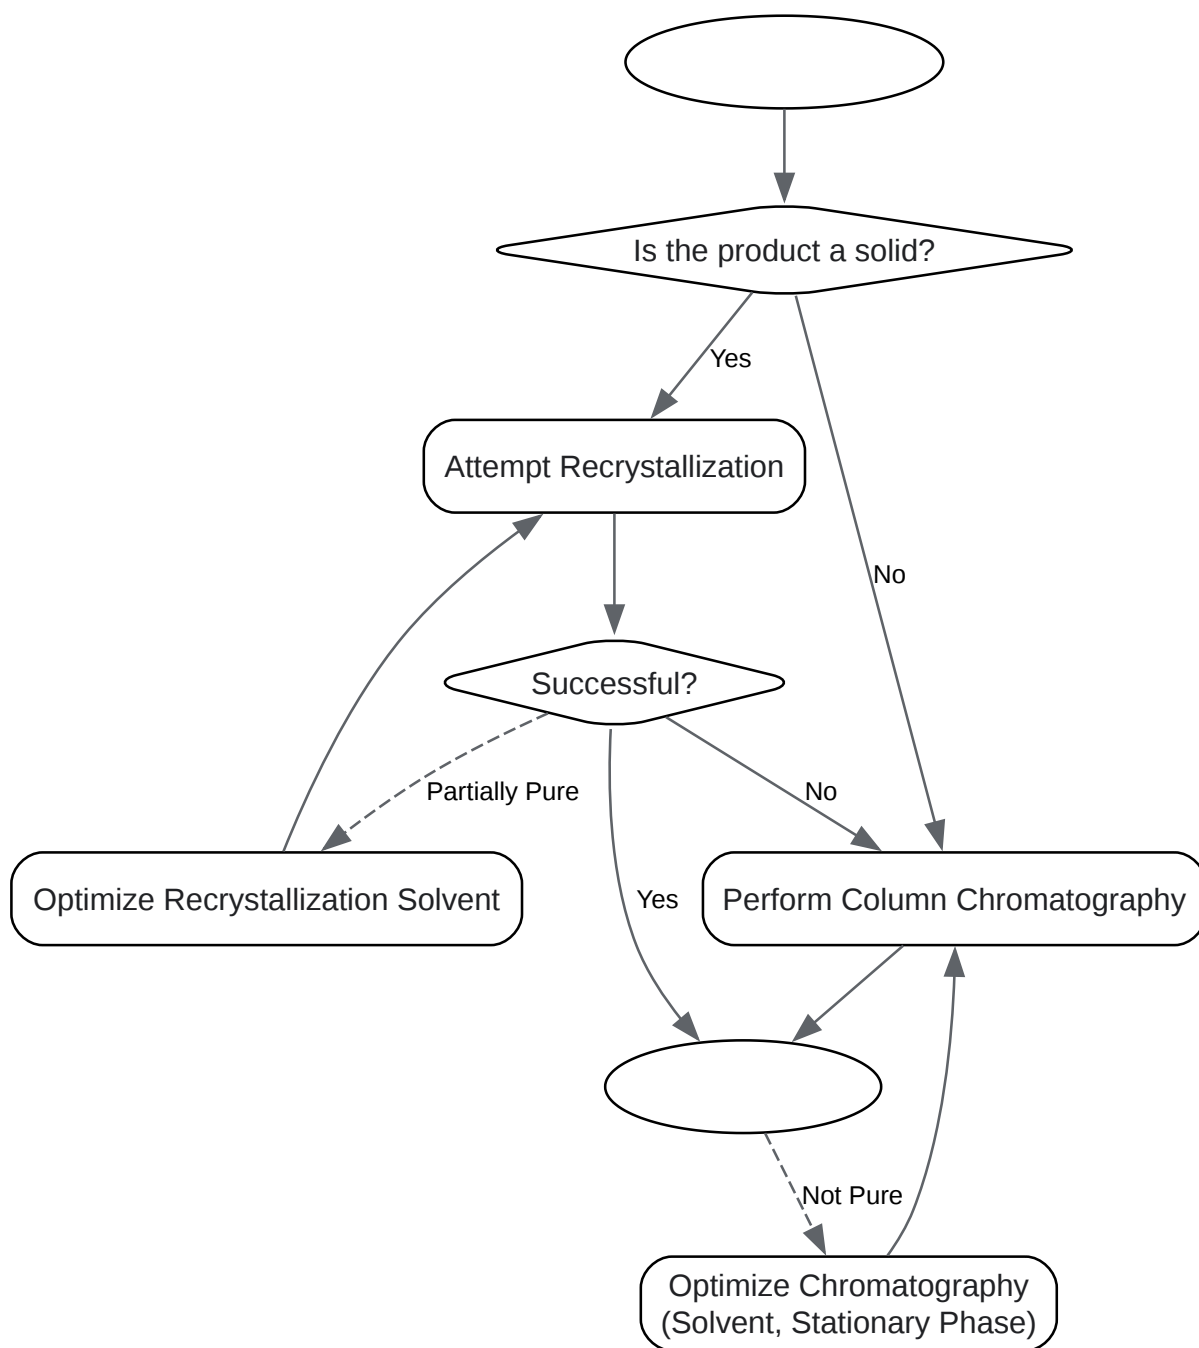 Is the product a solid?
Yes
Attempt Recrystallization
No
Successful?
Partially Pure
No
Optimize Recrystallization Solvent
Yes
Perform Column Chromatography
Not Pure
Optimize Chromatography
(Solvent, Stationary Phase)